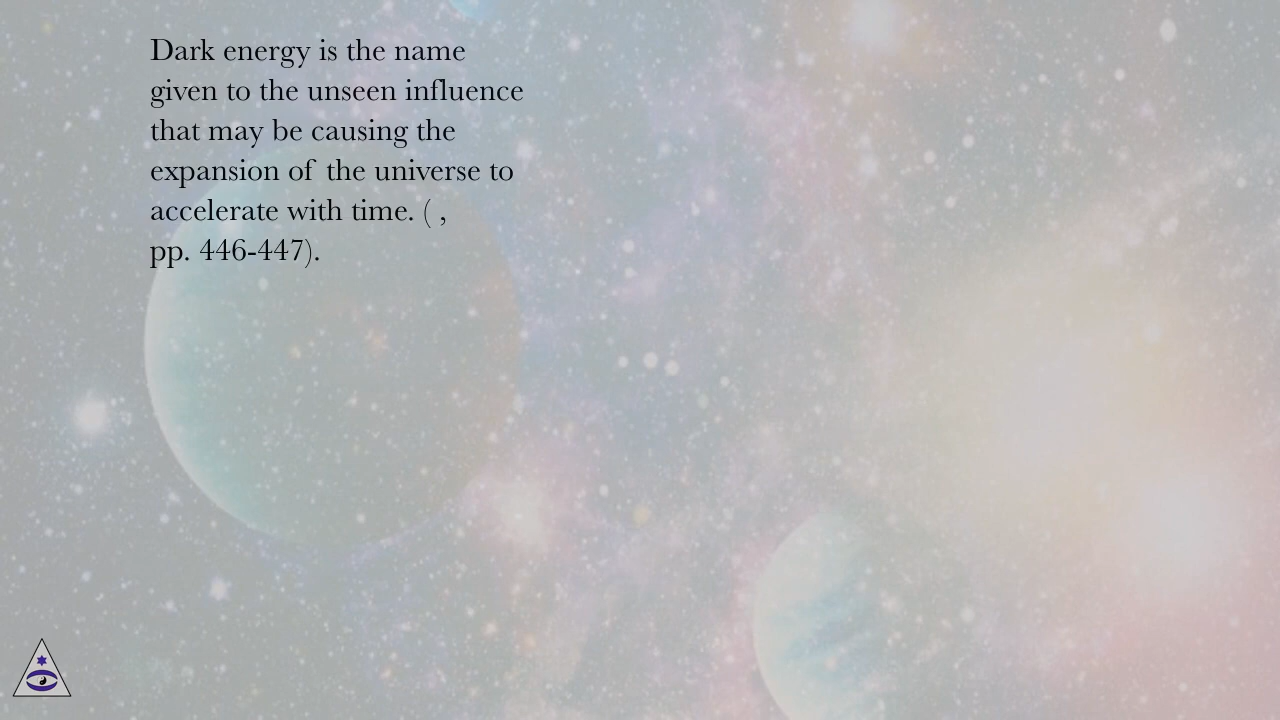 Dark energy is the name
given to the unseen influence
that may be causing the
expansion of the universe to
accelerate with time. ( ,
pp. 446-447).